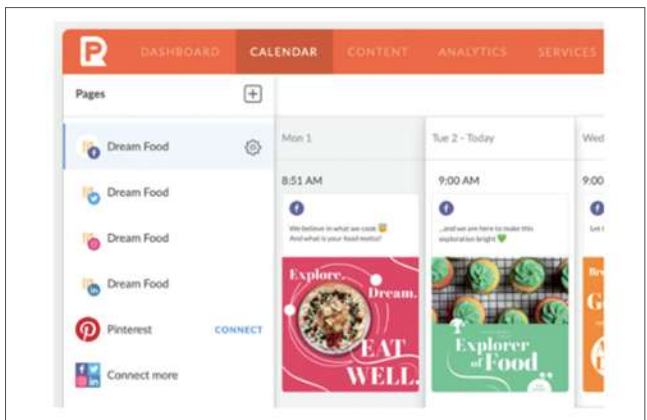 DASHBOARD CALENDAR CONTENT ANALYTICS SERVICES
Pages
Dream Food
Dream Food
Dream Food
Dream Food
Pinterest CONNECT
Connect more
Mon 1
8:51 AM
We believe in what we cook 😇
And what is your food motto?
Explore.
Dream.
EAT
WELL.
Tue 2 - Today
9:00 AM
...and we are here to make this
exploration bright 💚
Explorer
of Food
Wed
9:00
Let
Br
G